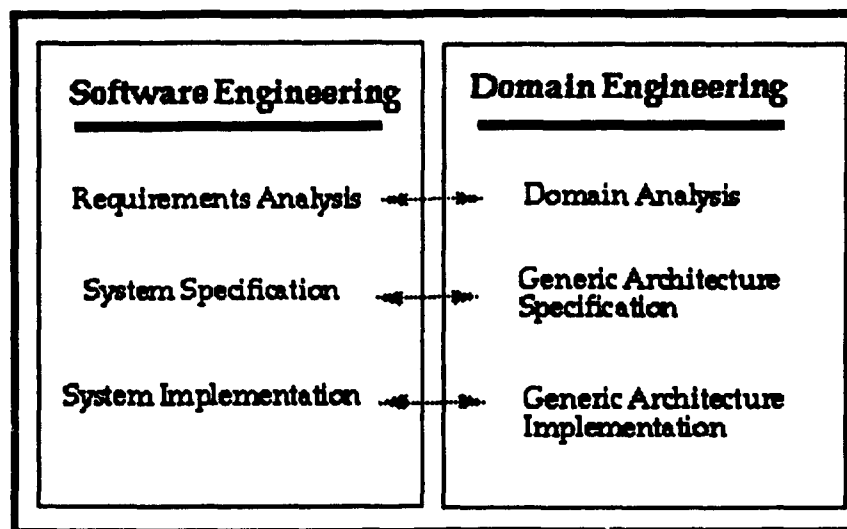 Software Engineering
Requirements Analysis
System Specification
System Implementation
Domain Engineering
Domain Analysis
Generic Architecture
Specification
Generic Architecture
Implementation